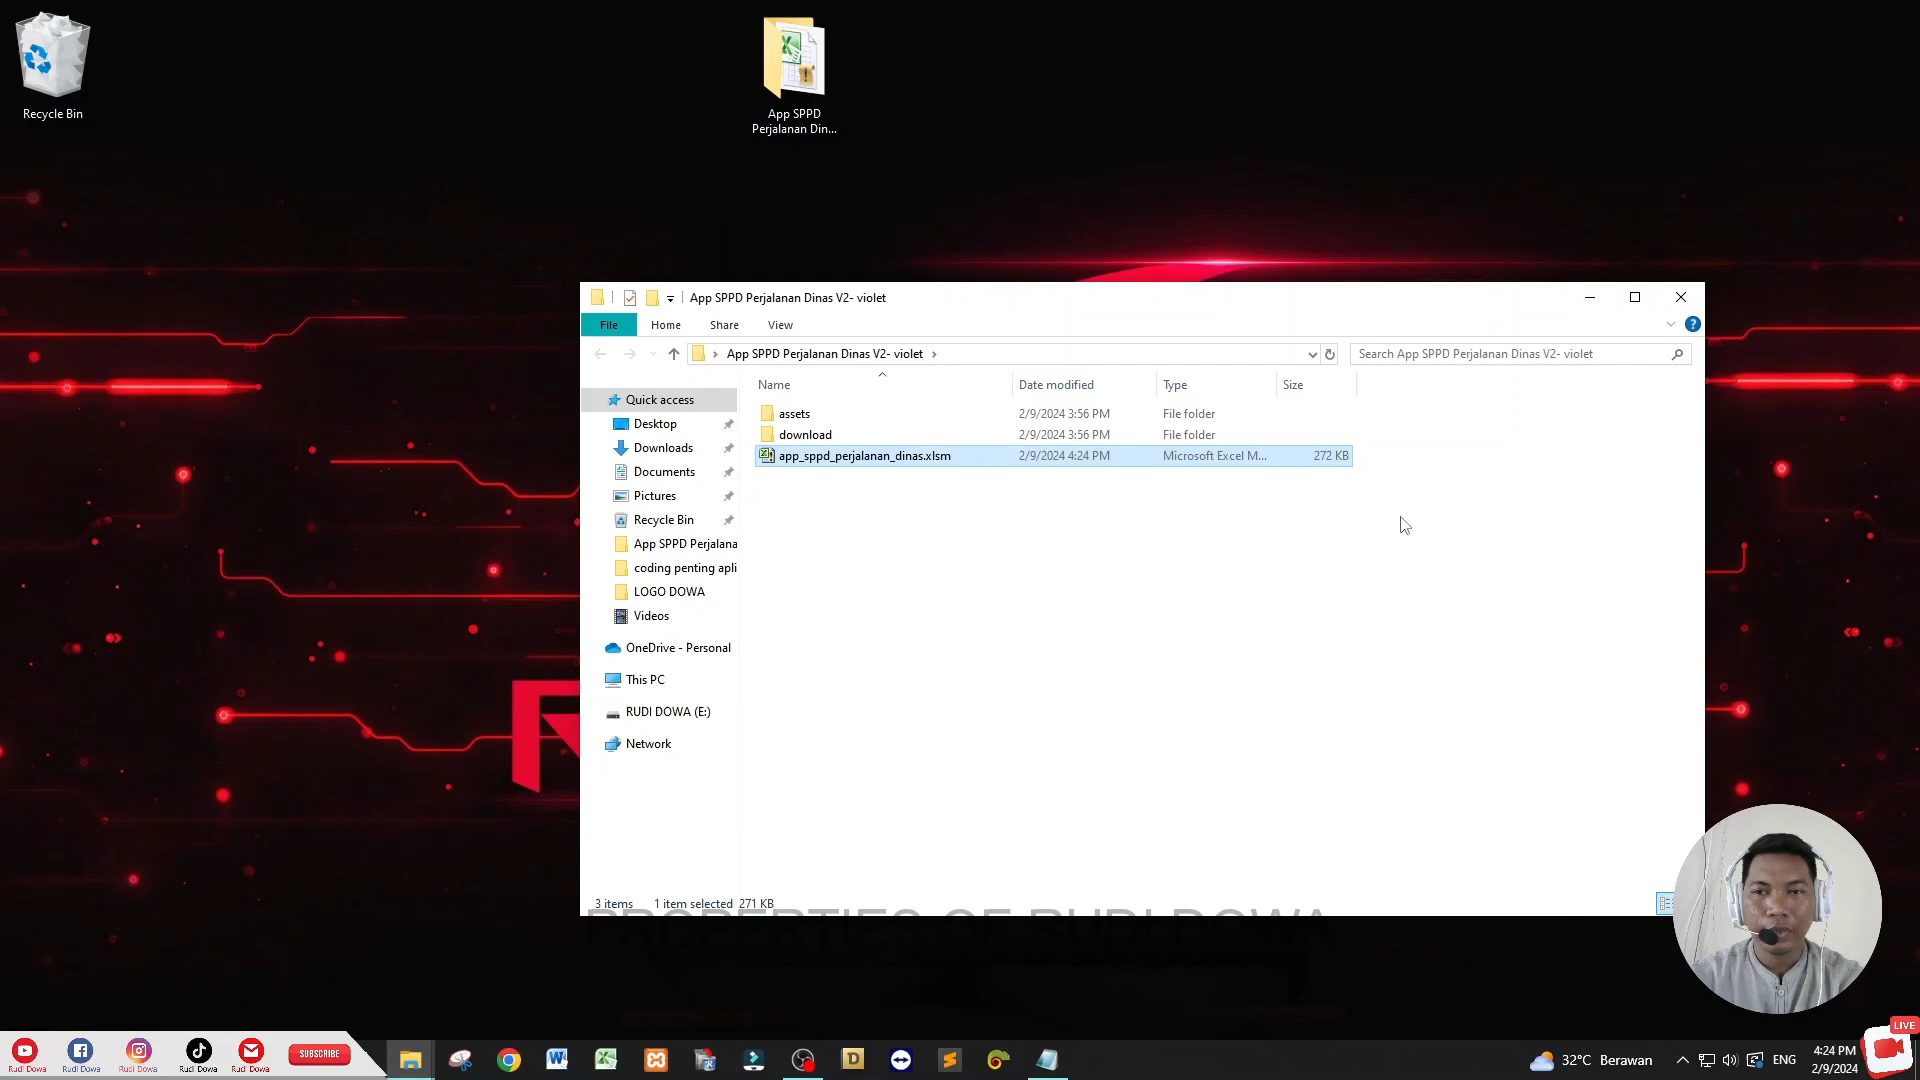 Recycle Bin
App SPPD
Perjalanan Din...
App SPPD Perjalanan Dinas V2- violet
File
Home
Share
View
App SPPD Perjalanan Dinas V2- violet
Search App SPPD Perjalanan Dinas V2- violet
Name
Date modified
Type
Size
assets
2/9/2024 3:56 PM
File folder
download
2/9/2024 3:56 PM
File folder
app_sppd_perjalanan_dinas.xlsm
2/9/2024 4:24 PM
Microsoft Excel M...
272 KB
Quick access
Desktop
Downloads
Documents
Pictures
Recycle Bin
App SPPD Perjalana
coding penting apli
LOGO DOWA
Videos
OneDrive - Personal
This PC
RUDI DOWA (E:)
Network
3 items
1 item selected 271 KB
PROPERTIES OF RUDI DOWA
Rudi Dowa
Rudi Dowa
Rudi Dowa
Rudi Dowa
Rudi Dowa
SUBSCRIBE
32°C Berawan
ENG
4:24 PM
2/9/2024
LIVE